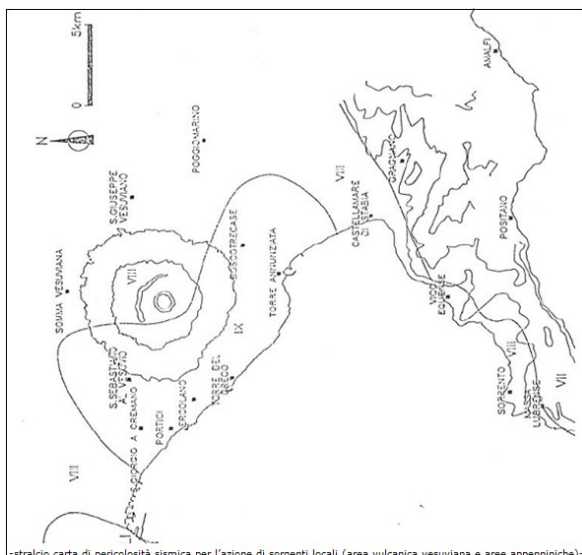 5km
0
N
AMALFI
POGGIOMARINO
S.GIUSEPPE
VESUVIANO
VIII
GRAGNANO
CASTELLAMARE
DI STABIA
POSITANO
SOMMA VESUVIANA
VIII
BOSCOTRECASE
TORRE ANNUNZIATA
VICO
EQUENSE
IX
S.SEBASTIANO
AL VESUVIO
TORRE DEL
GRECO
ERCOLANO
PORTICI
S.GIORGIO A CREMANO
VIII
VIII
SORRENTO
MASSA
LUBRENSE
VII
-stralcio carta di pericolosità sismica per l'azione di sorgenti locali (area vulcanica vesuviana e aree appenniniche)-